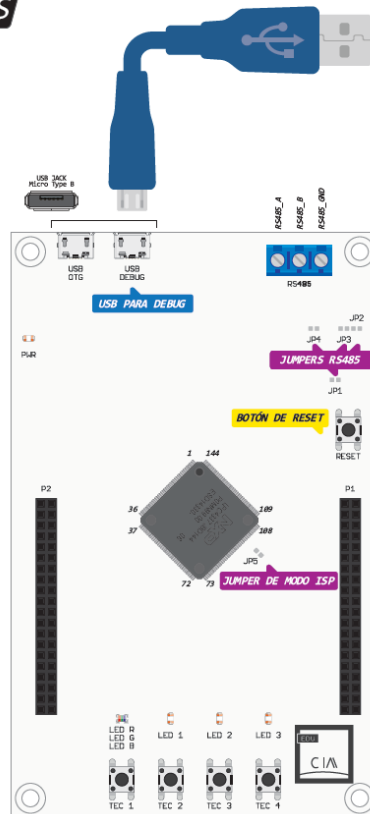 S
USB JACK
Micro Type B
RS485_A
RS485_B
RS485_GND
USB
OTG
USB
DEBUG
RS485
USB PARA DEBUG
JP2
JP4
JP3
PWR
JUMPERS RS485
JP1
BOTÓN DE RESET
RESET
1
144
P2
P1
36
109
37
108
JP5
72
73
JUMPER DE MODO ISP
LED R
LED G
LED B
LED 1
LED 2
LED 3
EDU
CIA
TEC 1
TEC 2
TEC 3
TEC 4